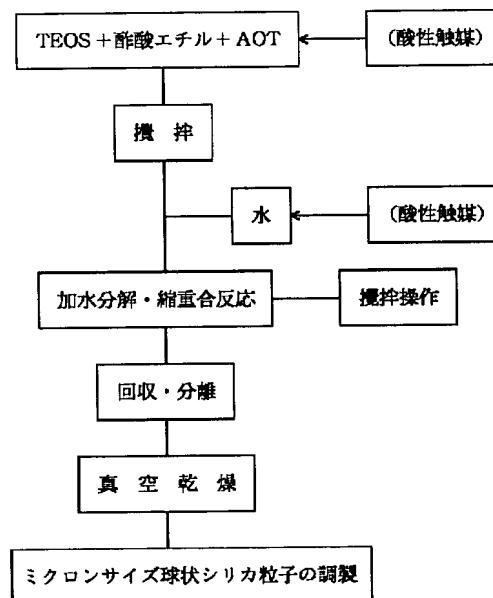 TEOS+酢酸エチル+AOT
(酸性触媒)
攪 拌
水
(酸性触媒)
加水分解・縮重合反応
攪拌操作
回収・分離
真 空 乾 燥
ミクロンサイズ球状シリカ粒子の調製